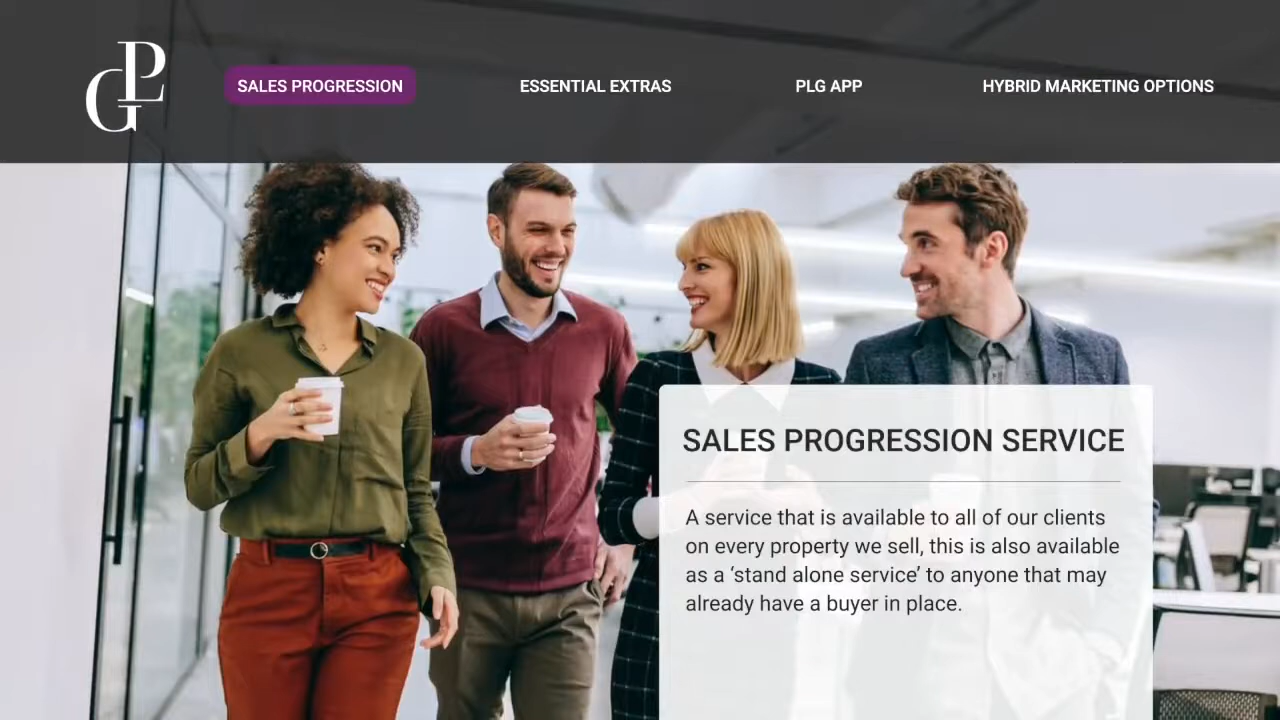 PLG
SALES PROGRESSION
ESSENTIAL EXTRAS
PLG APP
HYBRID MARKETING OPTIONS
SALES PROGRESSION SERVICE
A service that is available to all of our clients
on every property we sell, this is also available
as a ‘stand alone service’ to anyone that may
already have a buyer in place.